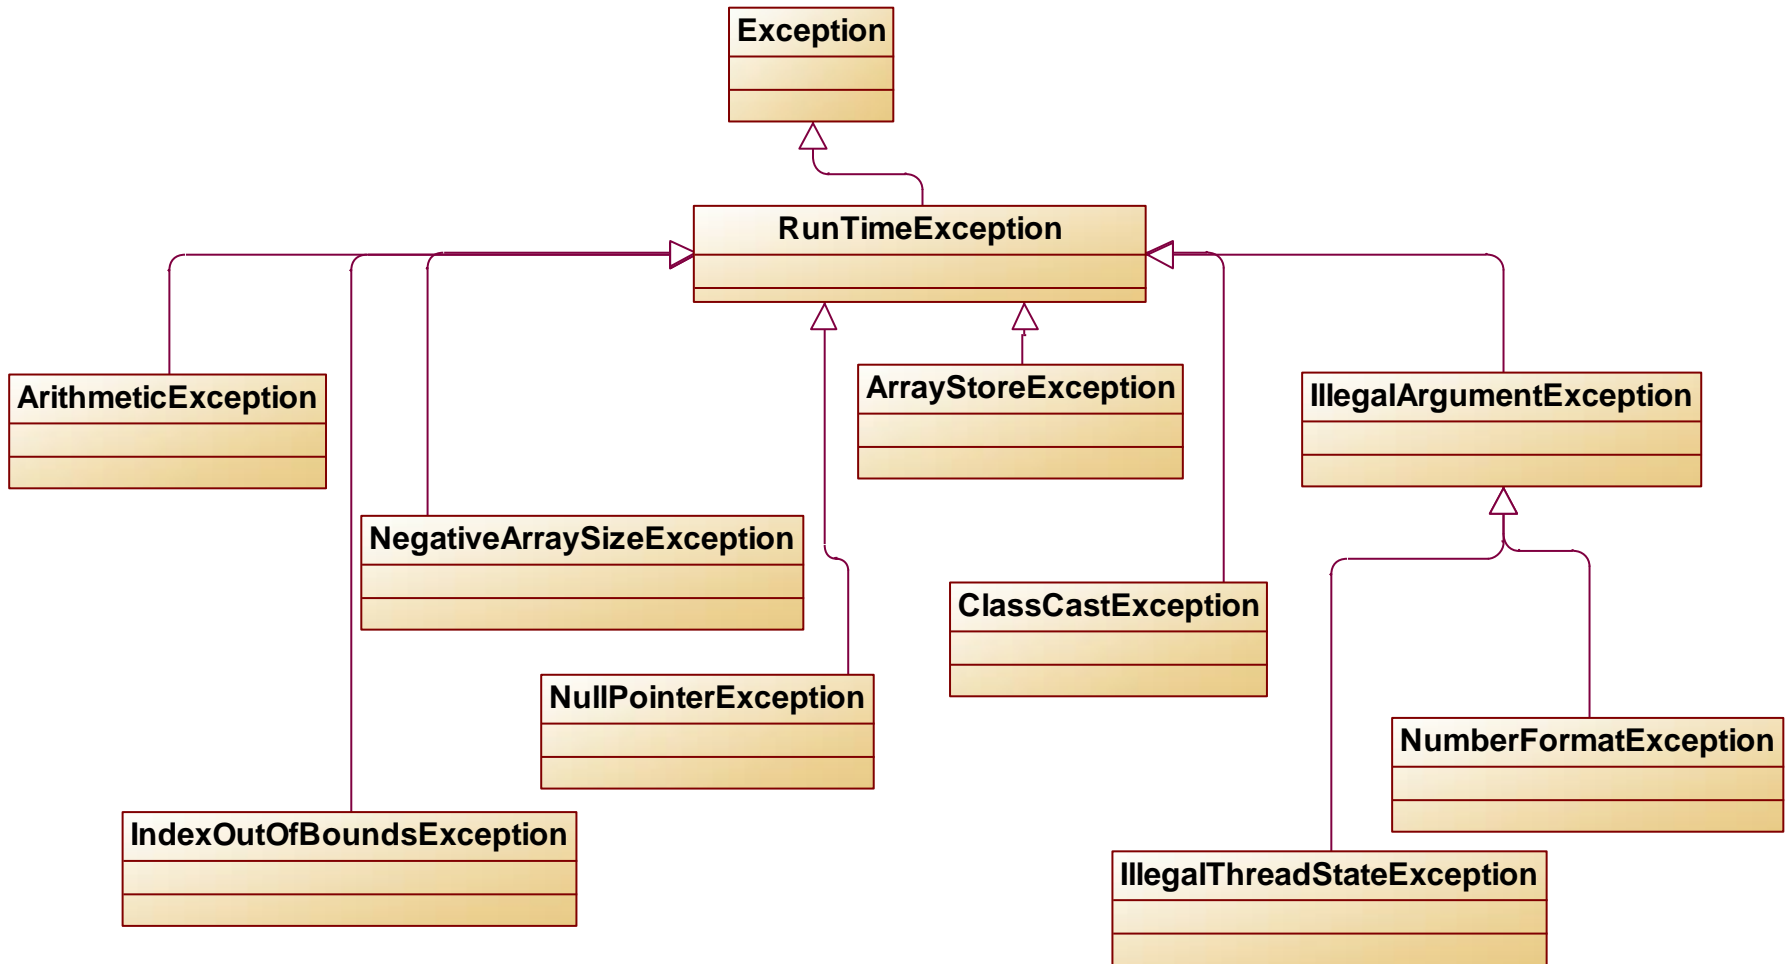 Exception
RunTimeException
ArithmeticException
ArrayStoreException
IllegalArgumentException
NegativeArraySizeException
ClassCastException
NullPointerException
NumberFormatException
IndexOutOfBoundsException
IllegalThreadStateException